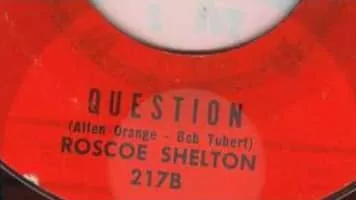 QUESTION
(Allen Orange - Bob Tubert)
ROSCOE SHELTON
217B